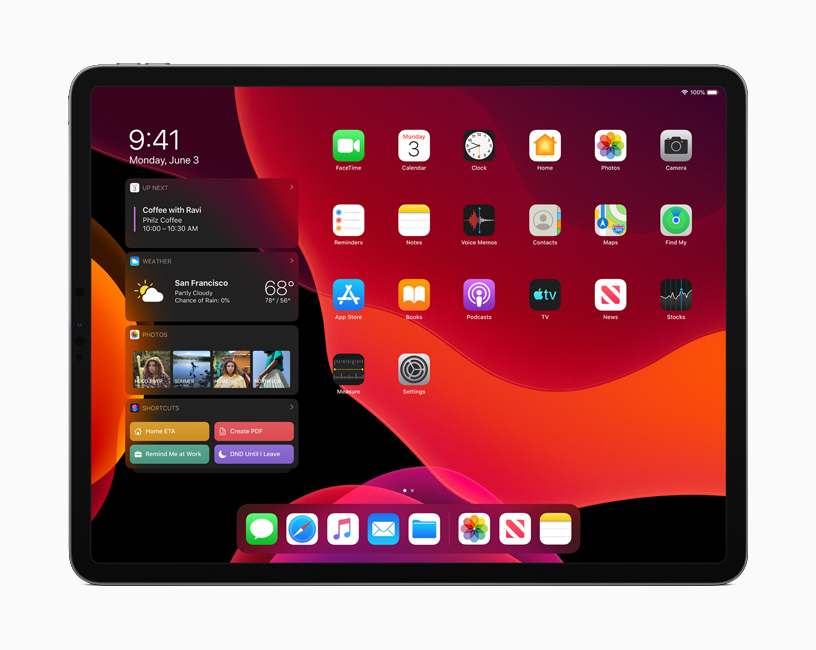 100%
9:41
Monday, June 3
3 UP NEXT
Coffee with Ravi
Philz Coffee
10:00 – 10:30 AM
WEATHER
San Francisco
Partly Cloudy
Chance of Rain: 0%
68°
78° / 56°
PHOTOS
SUMMER
SHORTCUTS
Home ETA
Create PDF
Remind Me at Work
DND Until I Leave
Monday
3
FaceTime
Calendar
Clock
Home
Photos
Camera
Reminders
Notes
Voice Memos
Contacts
Maps
Find My
tv
App Store
Books
Podcasts
TV
News
Stocks
Measure
Settings